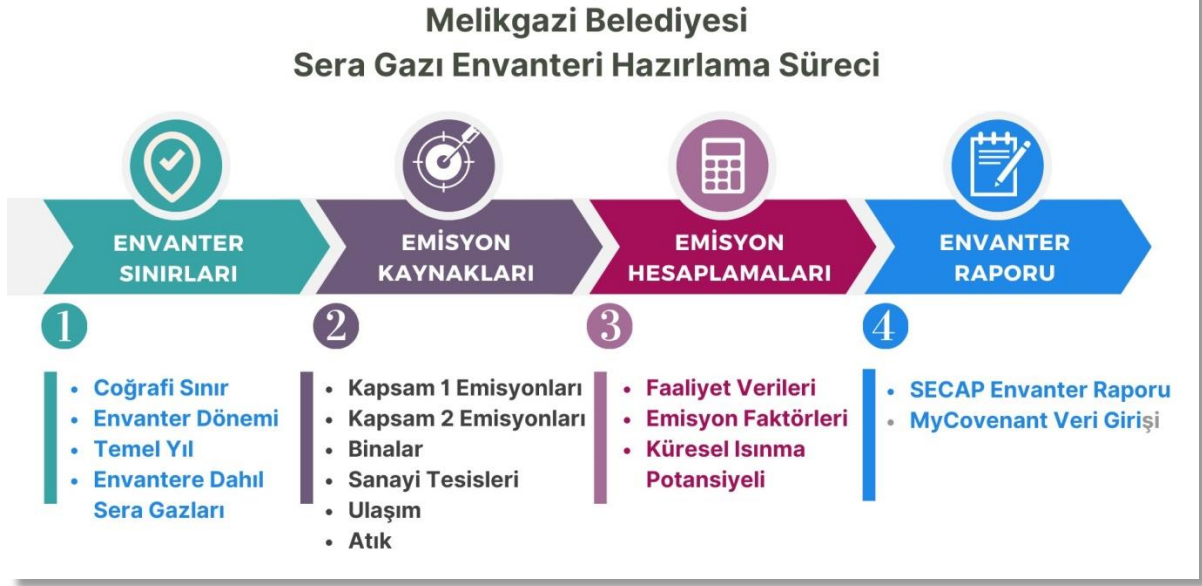 Melikgazi Belediyesi
Sera Gazı Envanteri Hazırlama Süreci
ENVANTER
SINIRLARI
EMİSYON
KAYNAKLARI
EMİSYON
HESAPLAMALARI
ENVANTER
RAPORU
1
• Coğrafi Sınır
• Envanter Dönemi
• Temel Yıl
• Envantere Dahıl
Sera Gazları
2
• Kapsam 1 Emisyonları
• Kapsam 2 Emisyonları
• Binalar
• Sanayi Tesisleri
• Ulaşım
• Atık
3
• Faaliyet Verileri
• Emisyon Faktörleri
• Küresel Isınma
Potansiyeli
4
• SECAP Envanter Raporu
• MyCovenant Veri Girişi